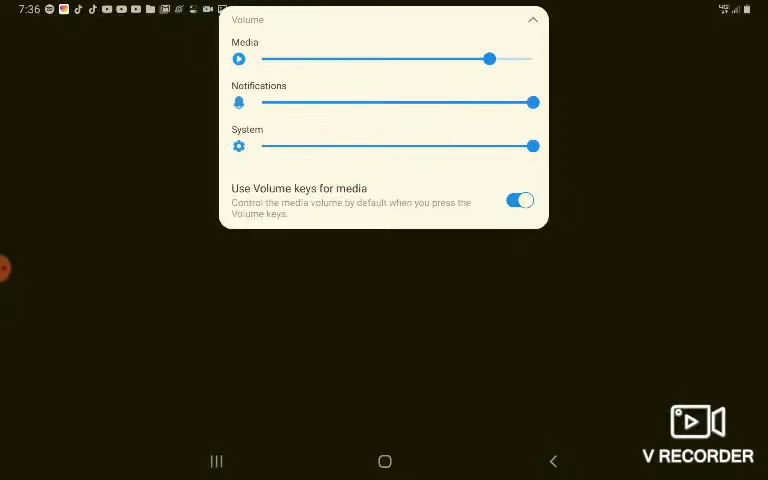 7:36
Volume
Media
Notifications
System
Use Volume keys for media
Control the media volume by default when you press the
Volume keys.
V RECORDER